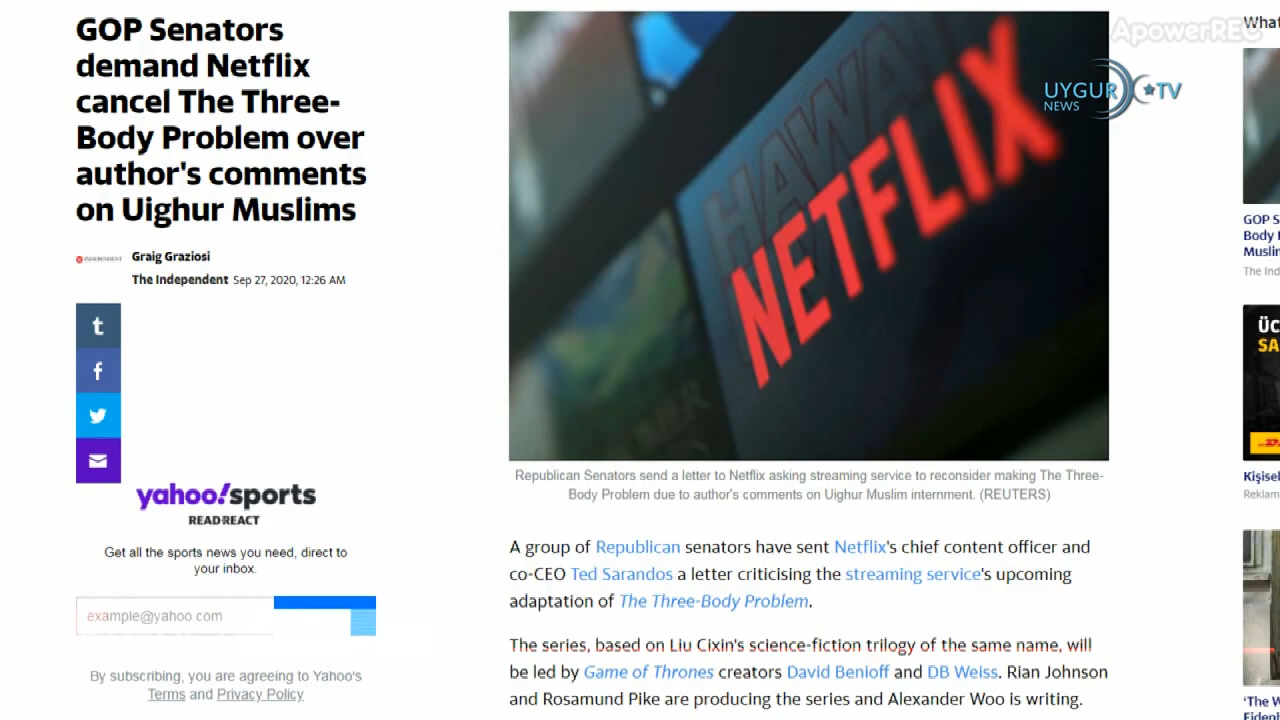 GOP Senators
demand Netflix
cancel The Three-
Body Problem over
author's comments
on Uighur Muslims
INDEPENDENT
Graig Graziosi
The Independent Sep 27, 2020, 12:26 AM
t
f
yahoo!sports
READ·REACT
Get all the sports news you need, direct to
your inbox.
example@yahoo.com
By subscribing, you are agreeing to Yahoo's
Terms and Privacy Policy
HAWA
NETFLIX
ApowerREC
UYGUR TV
NEWS
Republican Senators send a letter to Netflix asking streaming service to reconsider making The Three-
Body Problem due to author's comments on Uighur Muslim internment. (REUTERS)
A group of Republican senators have sent Netflix's chief content officer and
co-CEO Ted Sarandos a letter criticising the streaming service's upcoming
adaptation of The Three-Body Problem.
The series, based on Liu Cixin's science-fiction trilogy of the same name, will
be led by Game of Thrones creators David Benioff and DB Weiss. Rian Johnson
and Rosamund Pike are producing the series and Alexander Woo is writing.
What
GOP S
Body
Muslin
The Ind
ÜC
SA
Kişisel
Reklam
'The W